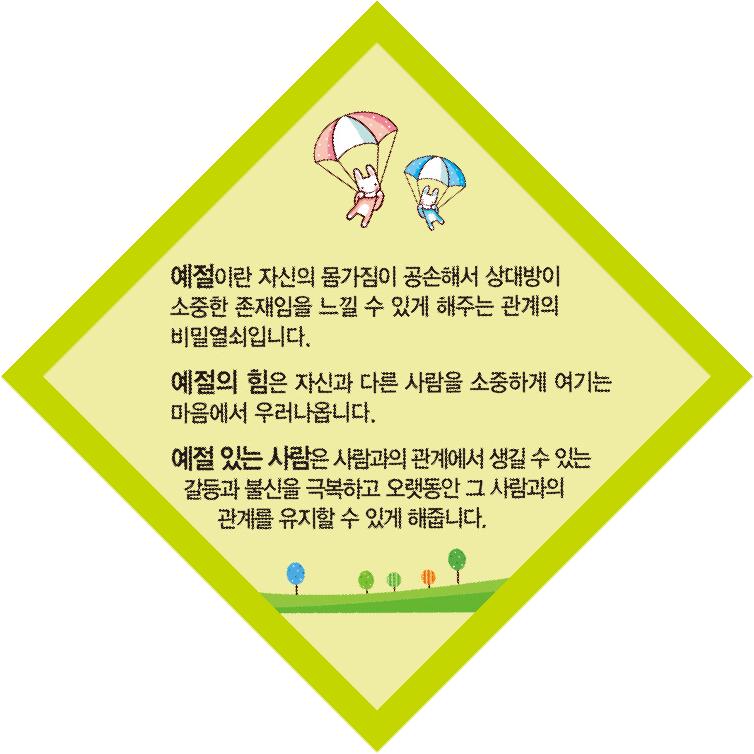 예절이란 자신의 몸가짐이 공손해서 상대방이
소중한 존재임을 느낄 수 있게 해주는 관계의
비밀열쇠입니다.
예절의 힘은 자신과 다른 사람을 소중하게 여기는
마음에서 우러나옵니다.
예절 있는 사람은 사람과의 관계에서 생길 수 있는
갈등과 불신을 극복하고 오랫동안 그 사람과의
관계를 유지할 수 있게 해줍니다.